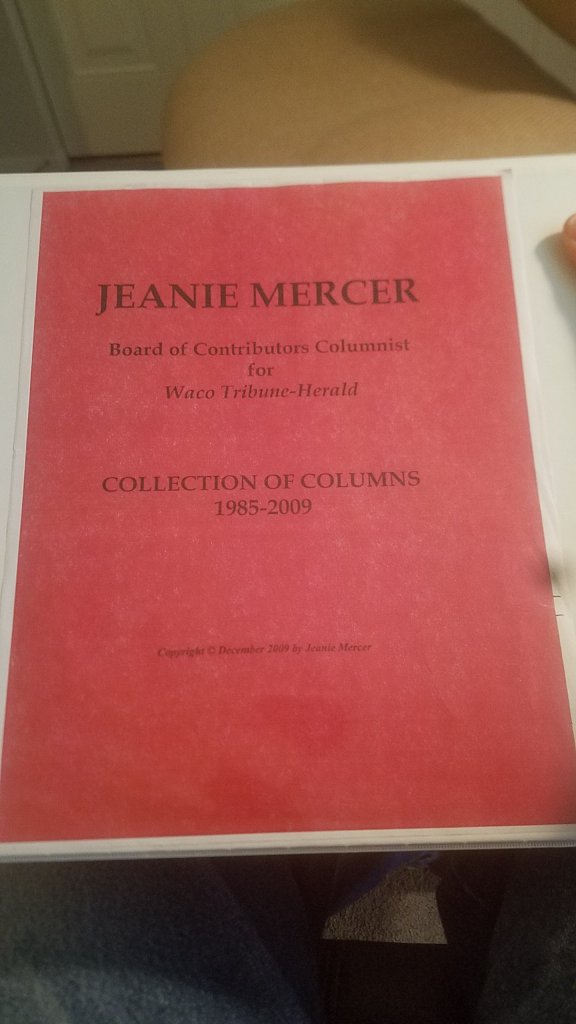 JEANIE MERCER
Board of Contributors Columnist
for
Waco Tribune-Herald
COLLECTION OF COLUMNS
1985-2009
Copyright © December 2009 by Jeanie Mercer